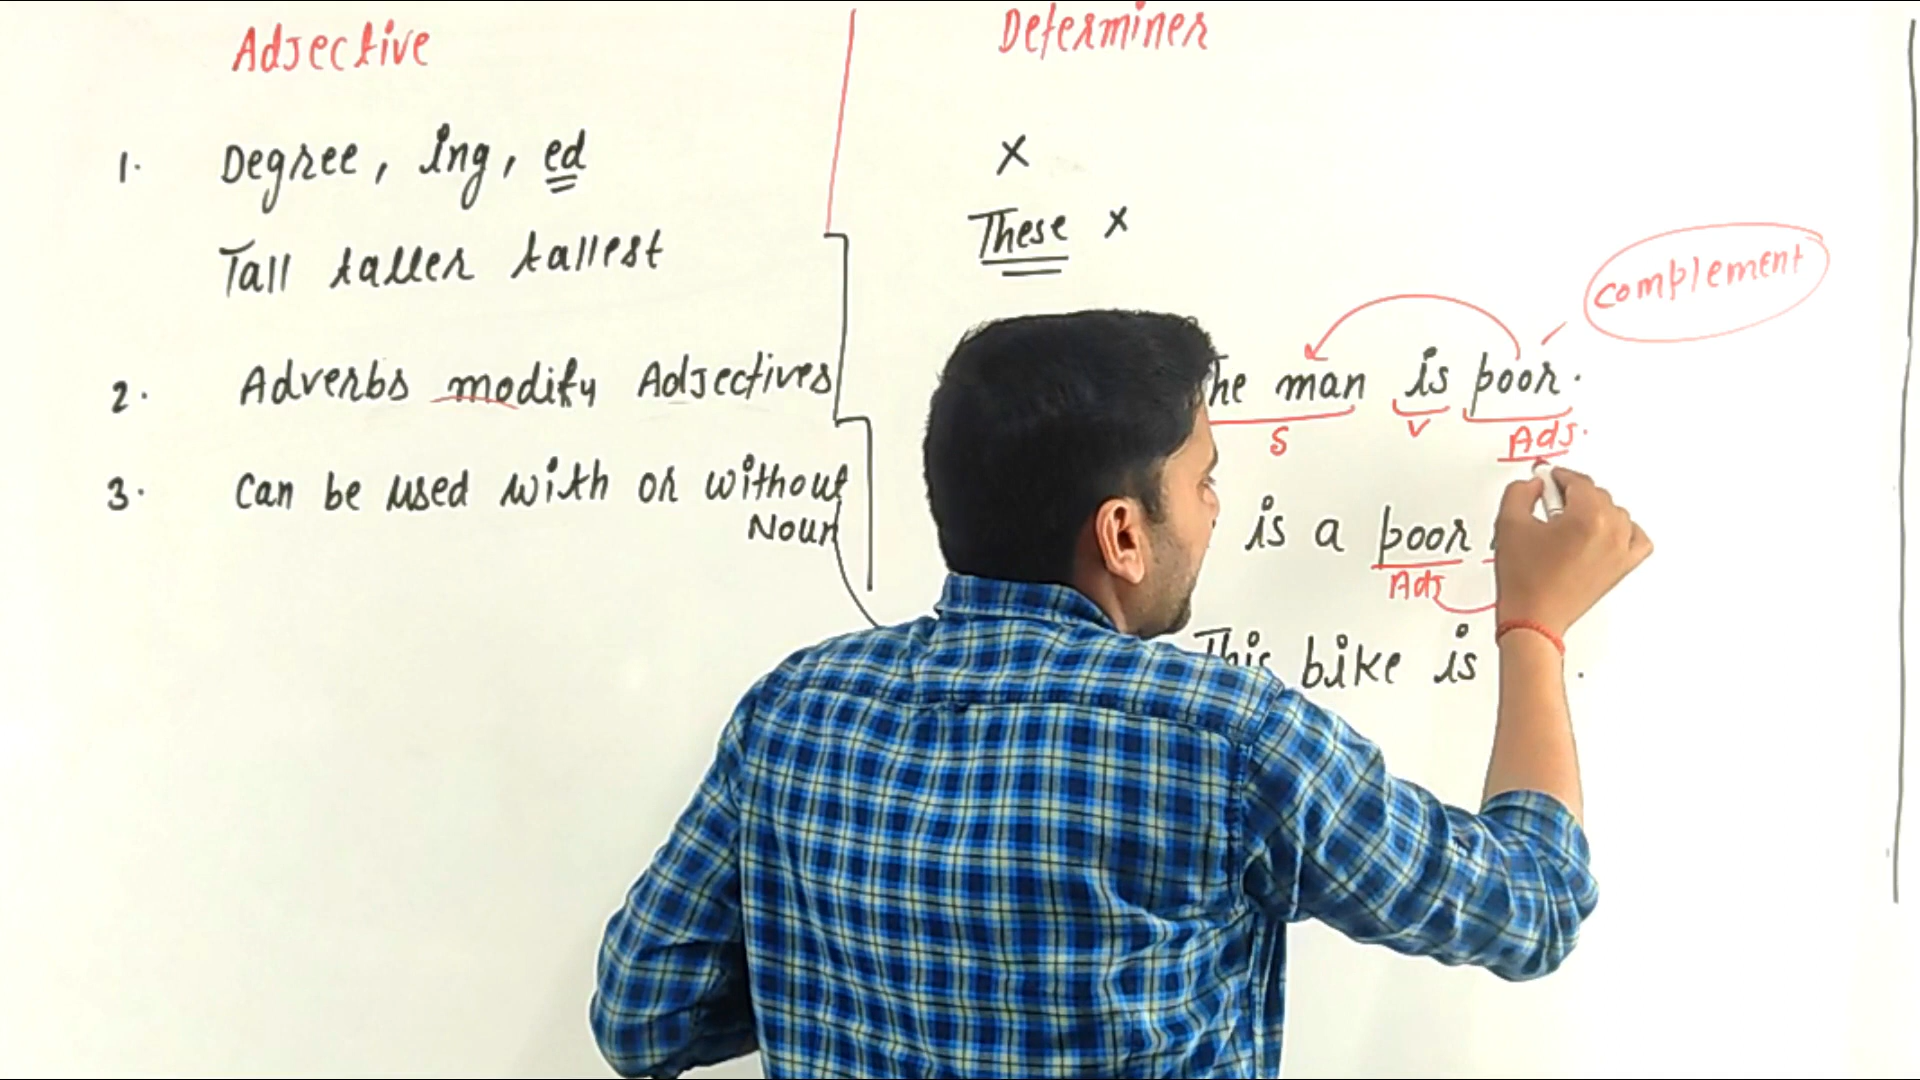 Adjective
1. Degree, ing, ed
Tall taller tallest
2. Adverbs modify Adjectives
3. Can be used with or without
Noun
Determiner
X
These X
complement
he man is poor.
S V Adj.
is a poor
Adj
This bike is .